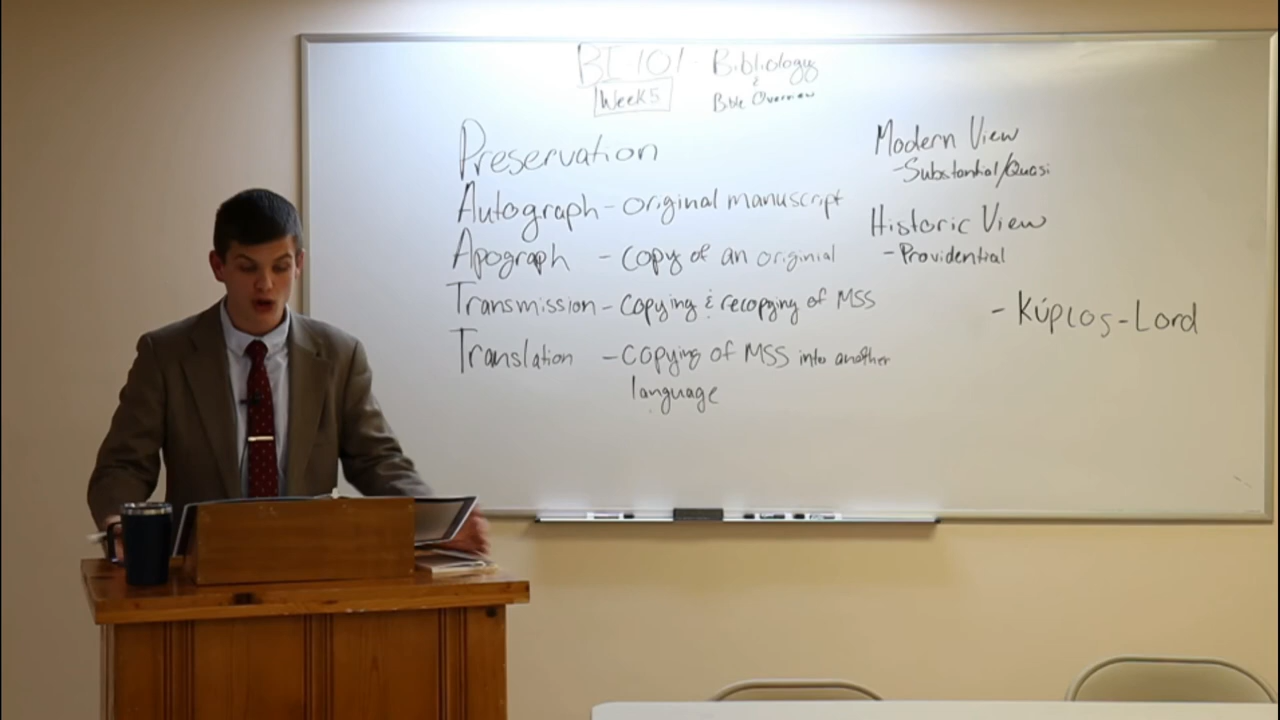 BI 101 - Bibliology
&
Week 5
Bible Overview
Preservation
Autograph - original manuscript
Apograph - copy of an originial
Transmission - copying & recopying of MSS
Translation - copying of MSS into another
language
Modern View
- Substantial/Quasi
Historic View
- Providential
- Κύριος - Lord